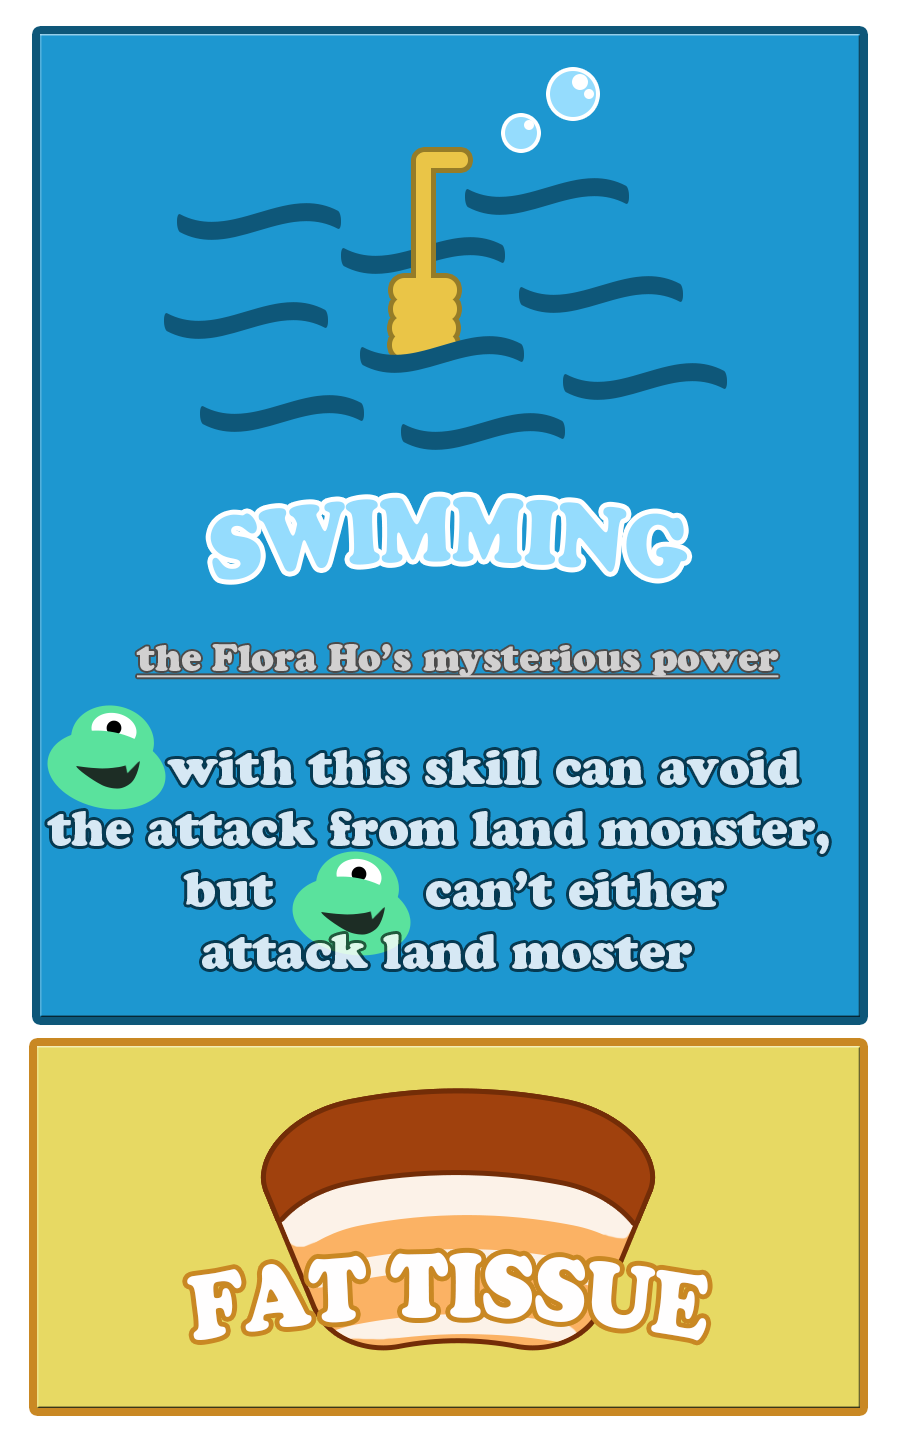 SWIMMING
the Flora Ho’s mysterious power
with this skill can avoid
the attack from land monster,
but can’t either
attack land moster
FAT TISSUE